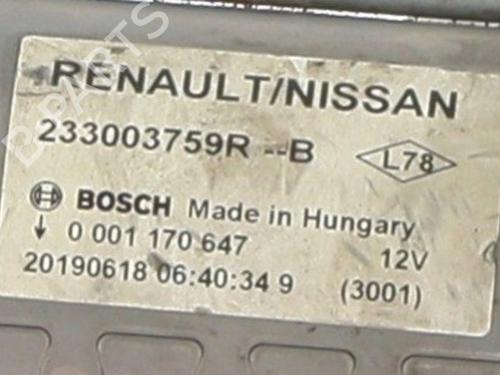 B-PARTS
RENAULT/NISSAN
233003759R --B
L78
BOSCH Made in Hungary
0 001 170 647 12V
20190618 06:40:34 9 (3001)